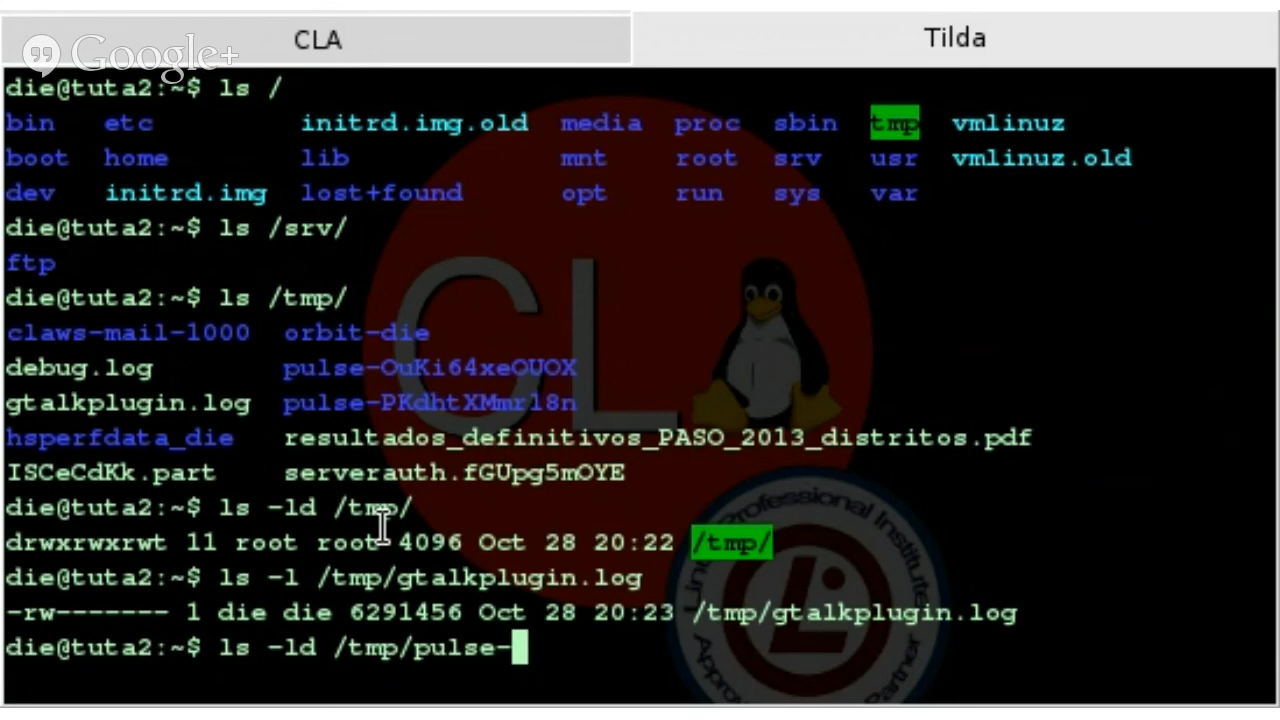 CLA Tilda
Google+
die@tuta2:~$ ls /
bin etc initrd.img.old media proc sbin tmp vmlinuz
boot home lib mnt root srv usr vmlinuz.old
dev initrd.img lost+found opt run sys var
die@tuta2:~$ ls /srv/
ftp
die@tuta2:~$ ls /tmp/
claws-mail-1000 orbit-die
debug.log pulse-OuKi64xeOUOX
gtalkplugin.log pulse-PKdhtXMmrl8n
hsperfdata_die resultados_definitivos_PASO_2013_distritos.pdf
ISCeCdKk.part serverauth.fGUpg5mOYE
die@tuta2:~$ ls -ld /tmp/
drwxrwxrwt 11 root root 4096 Oct 28 20:22 /tmp/
die@tuta2:~$ ls -l /tmp/gtalkplugin.log
-rw------- 1 die die 6291456 Oct 28 20:23 /tmp/gtalkplugin.log
die@tuta2:~$ ls -ld /tmp/pulse-
CL
Professional Institute
Partner